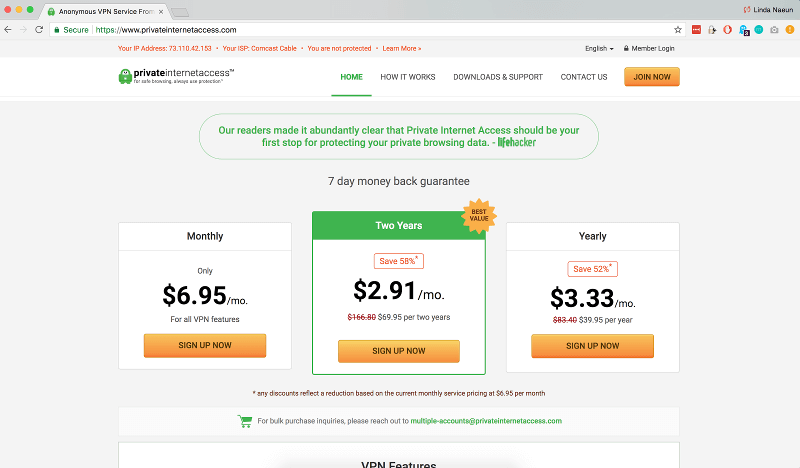 Anonymous VPN Service From
Linda Naeun
Secure
https://www.privateinternetaccess.com
Your IP Address: 73.110.42.153 • Your ISP: Comcast Cable • You are not protected • Learn More »
English
Member Login
privateinternetaccess™
for safe browsing, always use protection®
HOME
HOW IT WORKS
DOWNLOADS & SUPPORT
CONTACT US
JOIN NOW
Our readers made it abundantly clear that Private Internet Access should be your
first stop for protecting your private browsing data. - lifehacker
7 day money back guarantee
Monthly
Only
$6.95/mo.
For all VPN features
SIGN UP NOW
BEST
VALUE
Two Years
Save 58%*
$2.91/mo.
$166.80 $69.95 per two years
SIGN UP NOW
Yearly
Save 52%*
$3.33/mo.
$83.40 $39.95 per year
SIGN UP NOW
* any discounts reflect a reduction based on the current monthly service pricing at $6.95 per month
For bulk purchase inquiries, please reach out to multiple-accounts@privateinternetaccess.com
VPN Features